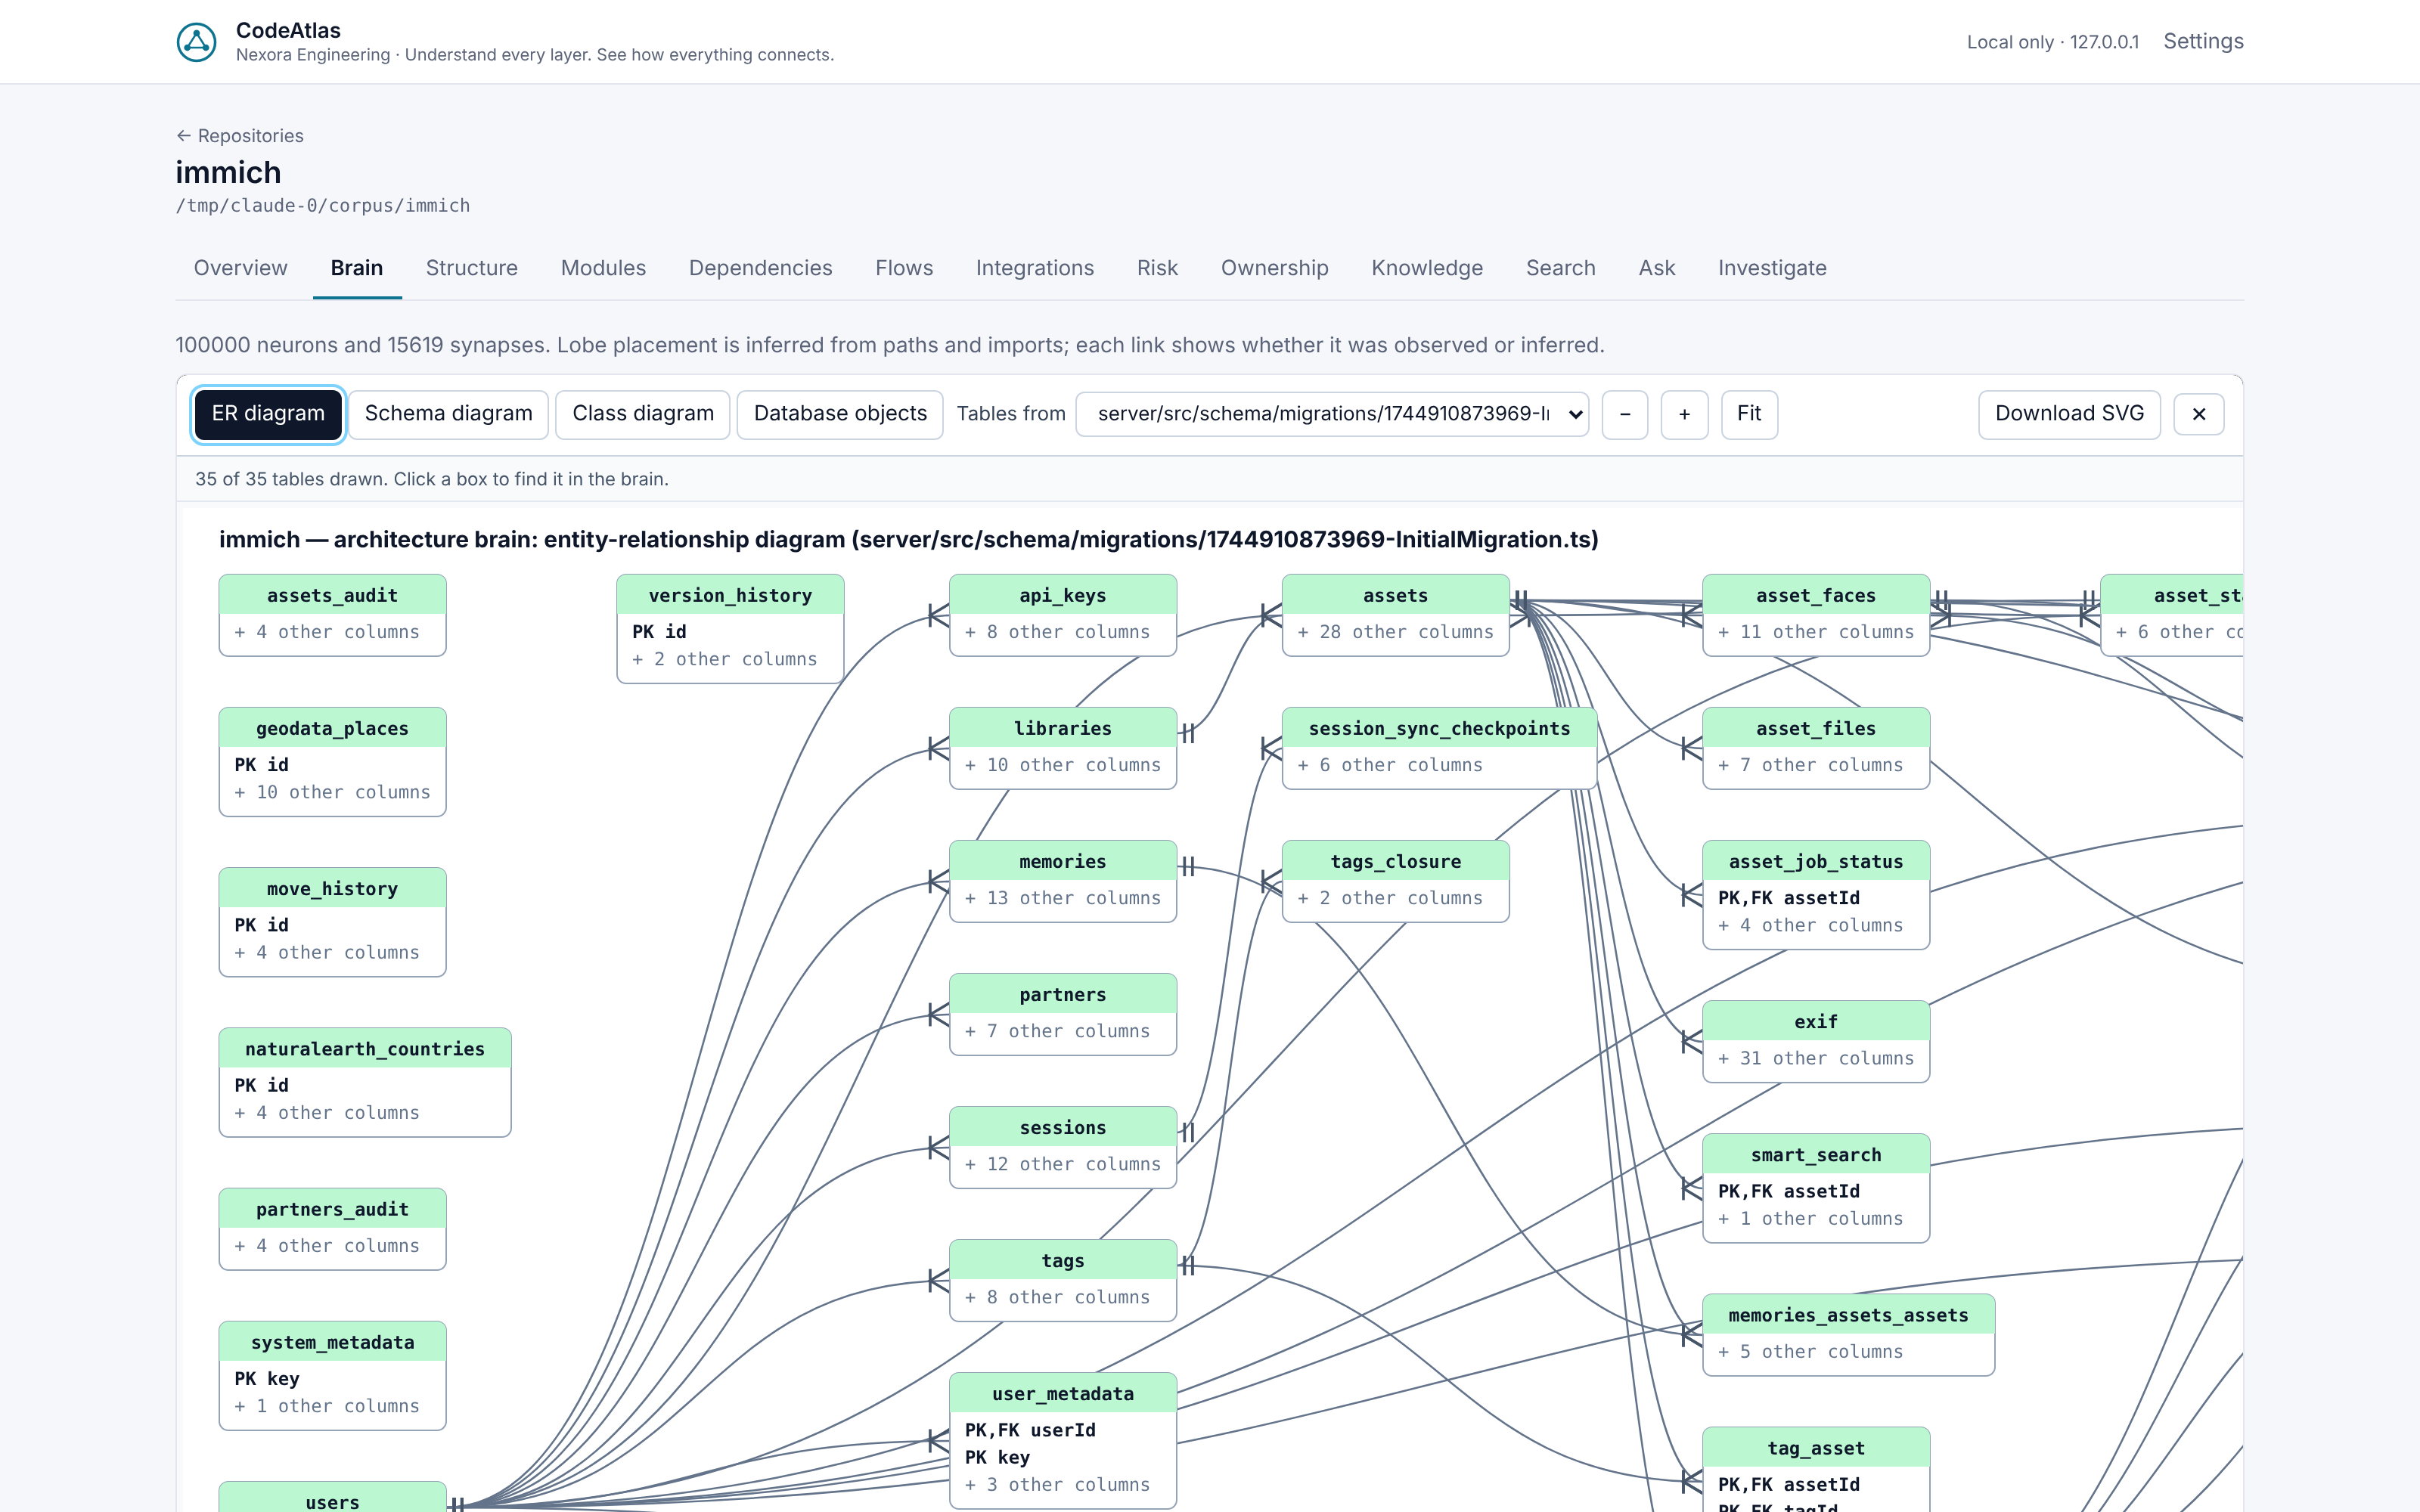 CodeAtlas
Nexora Engineering · Understand every layer. See how everything connects.
Local only · 127.0.0.1
Settings
← Repositories
immich
/tmp/claude-0/corpus/immich
Overview Brain Structure Modules Dependencies Flows Integrations Risk Ownership Knowledge Search Ask Investigate
100000 neurons and 15619 synapses. Lobe placement is inferred from paths and imports; each link shows whether it was observed or inferred.
ER diagram Schema diagram Class diagram Database objects Tables from server/src/schema/migrations/1744910873969-I − + Fit Download SVG ×
35 of 35 tables drawn. Click a box to find it in the brain.
immich — architecture brain: entity-relationship diagram (server/src/schema/migrations/1744910873969-InitialMigration.ts)
assets_audit
+ 4 other columns
geodata_places
PK id
+ 10 other columns
move_history
PK id
+ 4 other columns
naturalearth_countries
PK id
+ 4 other columns
partners_audit
+ 4 other columns
system_metadata
PK key
+ 1 other columns
users
version_history
PK id
+ 2 other columns
api_keys
+ 8 other columns
libraries
+ 10 other columns
memories
+ 13 other columns
partners
+ 7 other columns
sessions
+ 12 other columns
tags
+ 8 other columns
user_metadata
PK,FK userId
PK key
+ 3 other columns
assets
+ 28 other columns
session_sync_checkpoints
+ 6 other columns
tags_closure
+ 2 other columns
asset_faces
+ 11 other columns
asset_files
+ 7 other columns
asset_job_status
PK,FK assetId
+ 4 other columns
exif
+ 31 other columns
smart_search
PK,FK assetId
+ 1 other columns
memories_assets_assets
+ 5 other columns
tag_asset
PK,FK assetId
PK,FK tagId
asset_st
+ 6 other co